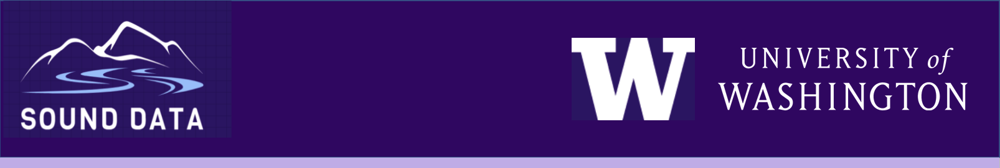 SOUND DATA
W
UNIVERSITY of
WASHINGTON